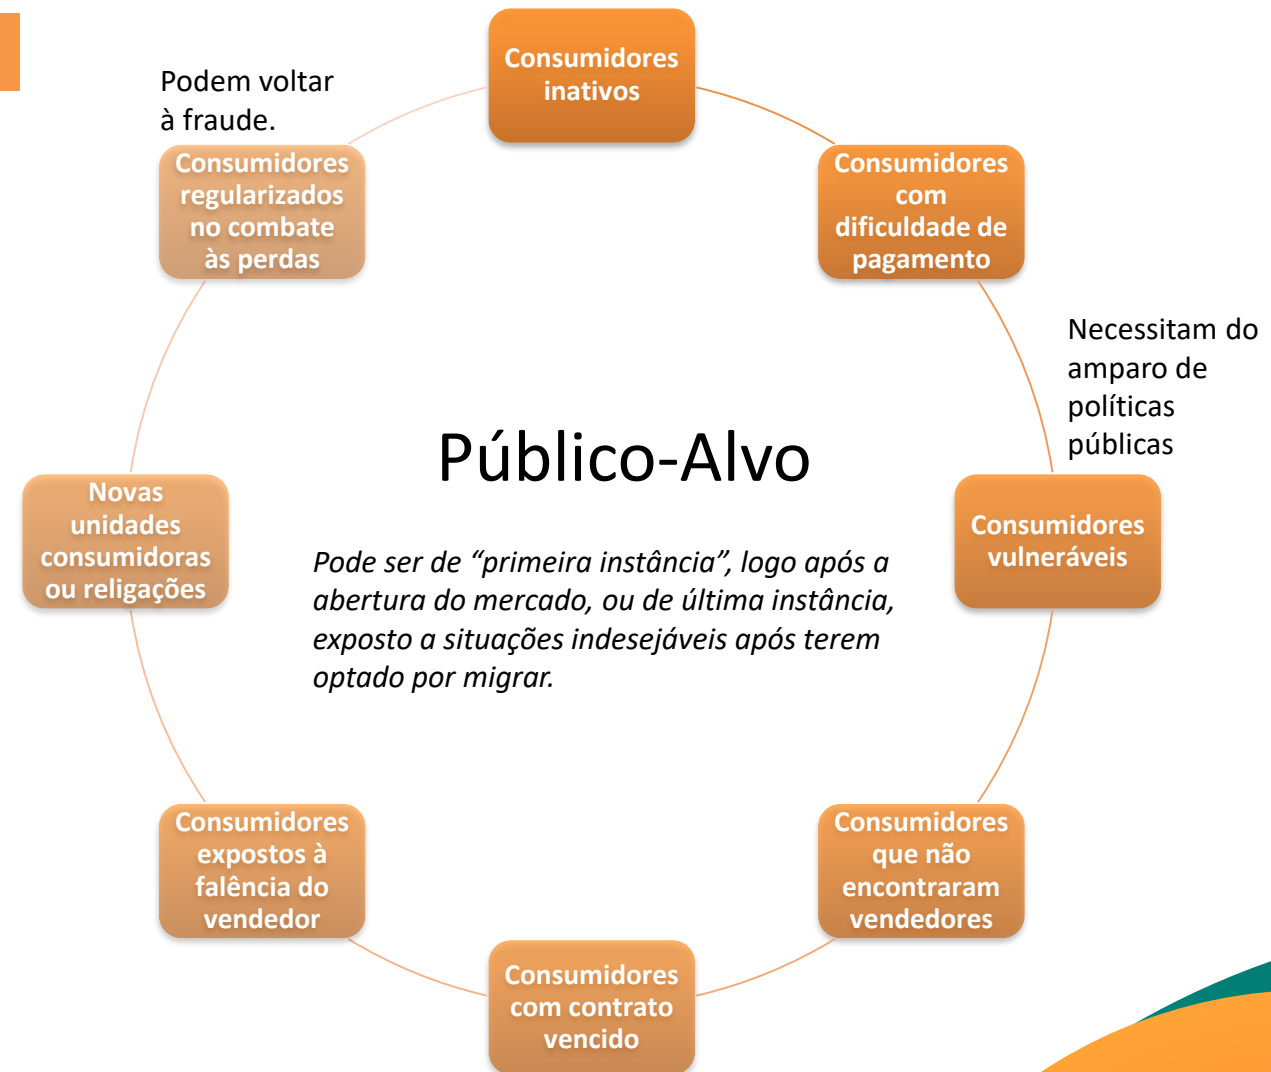 Consumidores
inativos
Podem voltar
à fraude.
Consumidores
regularizados
no combate
às perdas
Consumidores
com
dificuldade de
pagamento
Necessitam do
amparo de
políticas
públicas
Público-Alvo
Novas
unidades
consumidoras
ou religações
Consumidores
vulneráveis
Pode ser de “primeira instância”, logo após a
abertura do mercado, ou de última instância,
exposto a situações indesejáveis após terem
optado por migrar.
Consumidores
expostos à
falência do
vendedor
Consumidores
que não
encontraram
vendedores
Consumidores
com contrato
vencido